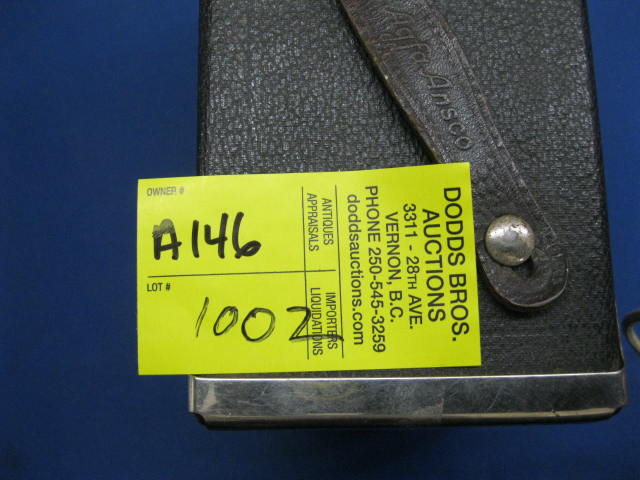 Agfa Ansco
OWNER #
A146
LOT #
1002
ANTIQUES
APPRAISALS
IMPORTERS
LIQUIDATIONS
DODDS BROS.
AUCTIONS
3311 - 28TH AVE.
VERNON, B.C.
PHONE 250-545-3259
doddsauctions.com